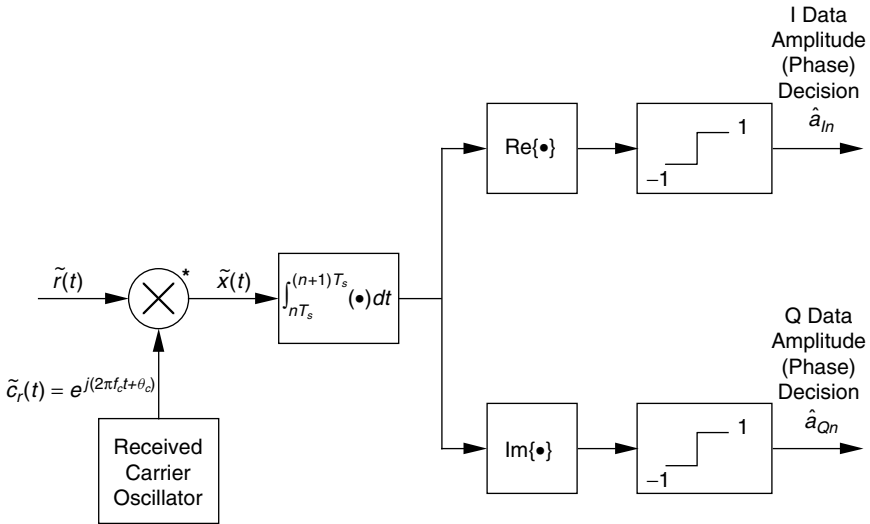 I Data
Amplitude
(Phase)
Decision
â_In
Re{•}
1
−1
r̃(t)
*
x̃(t)
∫_{nT_s}^{(n+1)T_s} (•)dt
c̃_r(t) = e^{j(2πf_ct+θ_c)}
Received
Carrier
Oscillator
Q Data
Amplitude
(Phase)
Decision
â_Qn
Im{•}
1
−1